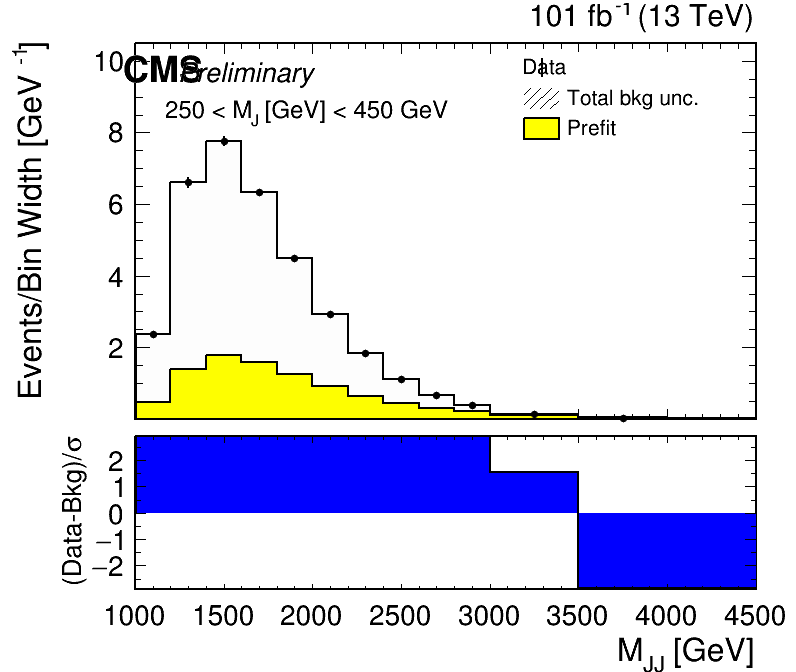 101 fb⁻¹ (13 TeV)
CMS Preliminary
250 < M_J [GeV] < 450 GeV
Data
Total bkg unc.
Prefit
Events/Bin Width [GeV⁻¹]
10
8
6
4
2
(Data-Bkg)/σ
2
1
0
−1
−2
1000 1500 2000 2500 3000 3500 4000 4500
M_JJ [GeV]